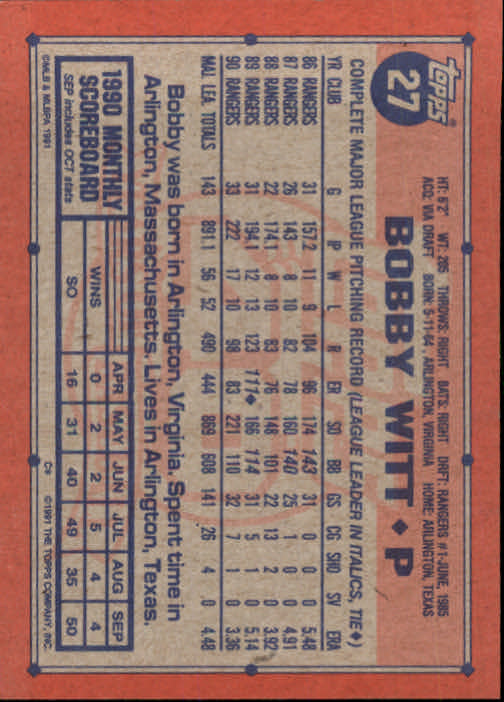 Topps®
27
BOBBY WITT ♦ P
HT: 6'2" WT: 205 THROWS: RIGHT BATS: RIGHT DRFT: RANGERS #1-JUNE, 1985
ACQ: VIA DRAFT BORN: 5-11-64, ARLINGTON, VIRGINIA HOME: ARLINGTON, TEXAS
COMPLETE MAJOR LEAGUE PITCHING RECORD (LEAGUE LEADER IN ITALICS, TIE♦)
YR CLUB G IP W L R ER SO BB GS CG SHO SV ERA
86 RANGERS 31 157.2 11 9 104 96 174 143 31 0 0 0 5.48
87 RANGERS 26 143 8 10 82 78 160 140 25 1 0 0 4.91
88 RANGERS 22 174.1 8 10 83 76 148 101 22 13 2 0 3.92
89 RANGERS 31 194.1 12 13 123 111♦ 166 114 31 5 1 0 5.14
90 RANGERS 33 222 17 10 98 83 221 110 32 7 1 0 3.36
MAJ. LEA. TOTALS 143 891.1 56 52 490 444 869 608 141 26 4 0 4.48
Bobby was born in Arlington, Virginia. Spent time in
Arlington, Massachusetts. Lives in Arlington, Texas.
1990 MONTHLY
SCOREBOARD
SEP includes OCT stats
APR MAY JUN JUL AUG SEP
WINS 0 2 2 5 4 4
SO 16 31 40 49 35 50
©MLB & MLBPA 1991
C* ©1991 THE TOPPS COMPANY, INC.